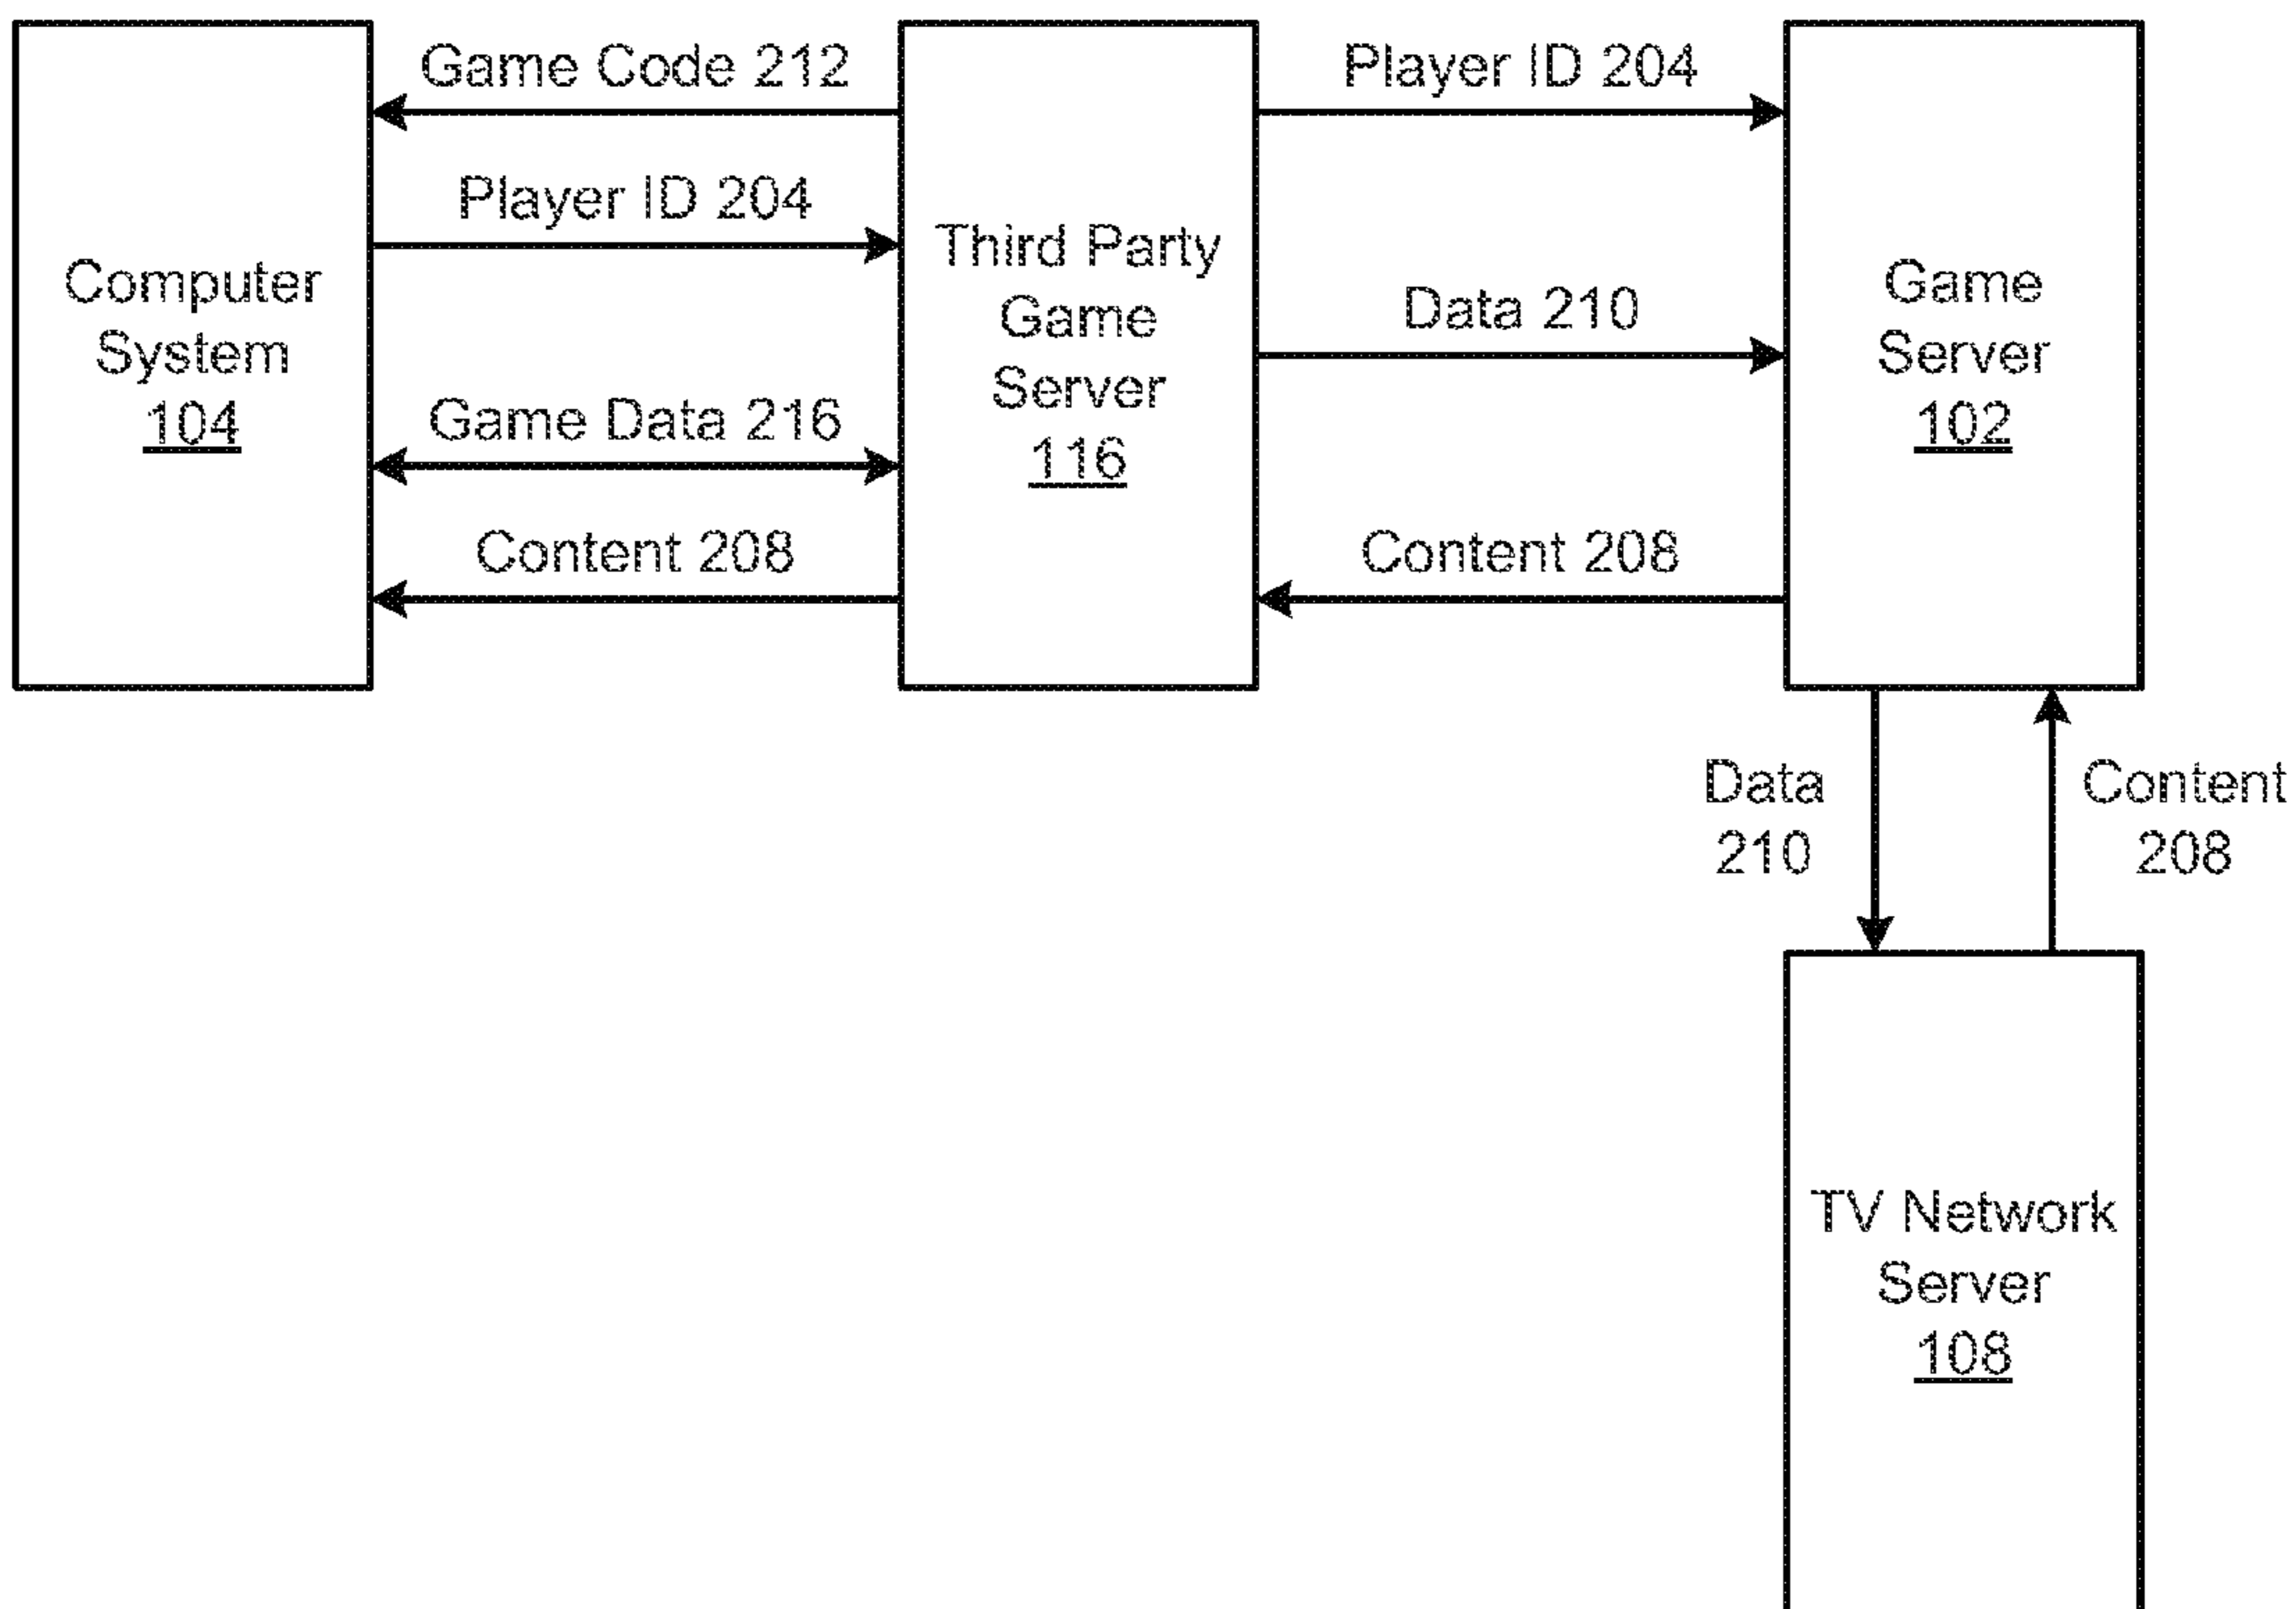 Game Code 212
Player ID 204
Player ID 204
Computer
System
104
Third Party
Game
Server
116
Data 210
Game
Server
102
Game Data 216
Content 208
Content 208
Data
210
Content
208
TV Network
Server
108